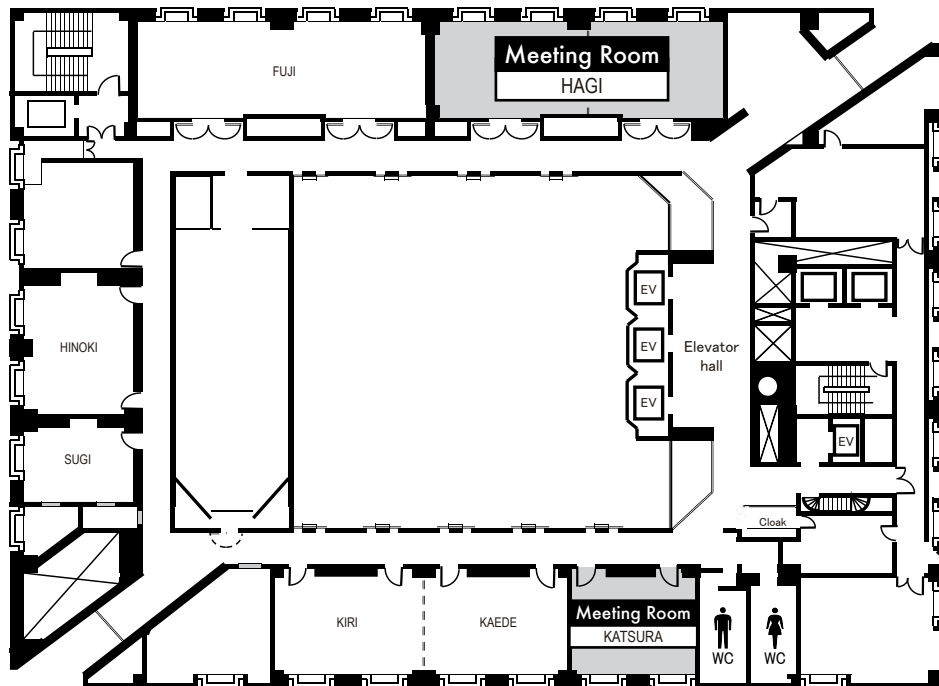 FUJI
Meeting Room
HAGI
EV
HINOKI
EV
Elevator
hall
EV
SUGI
EV
Cloak
KIRI
KAEDE
Meeting Room
KATSURA
WC
WC